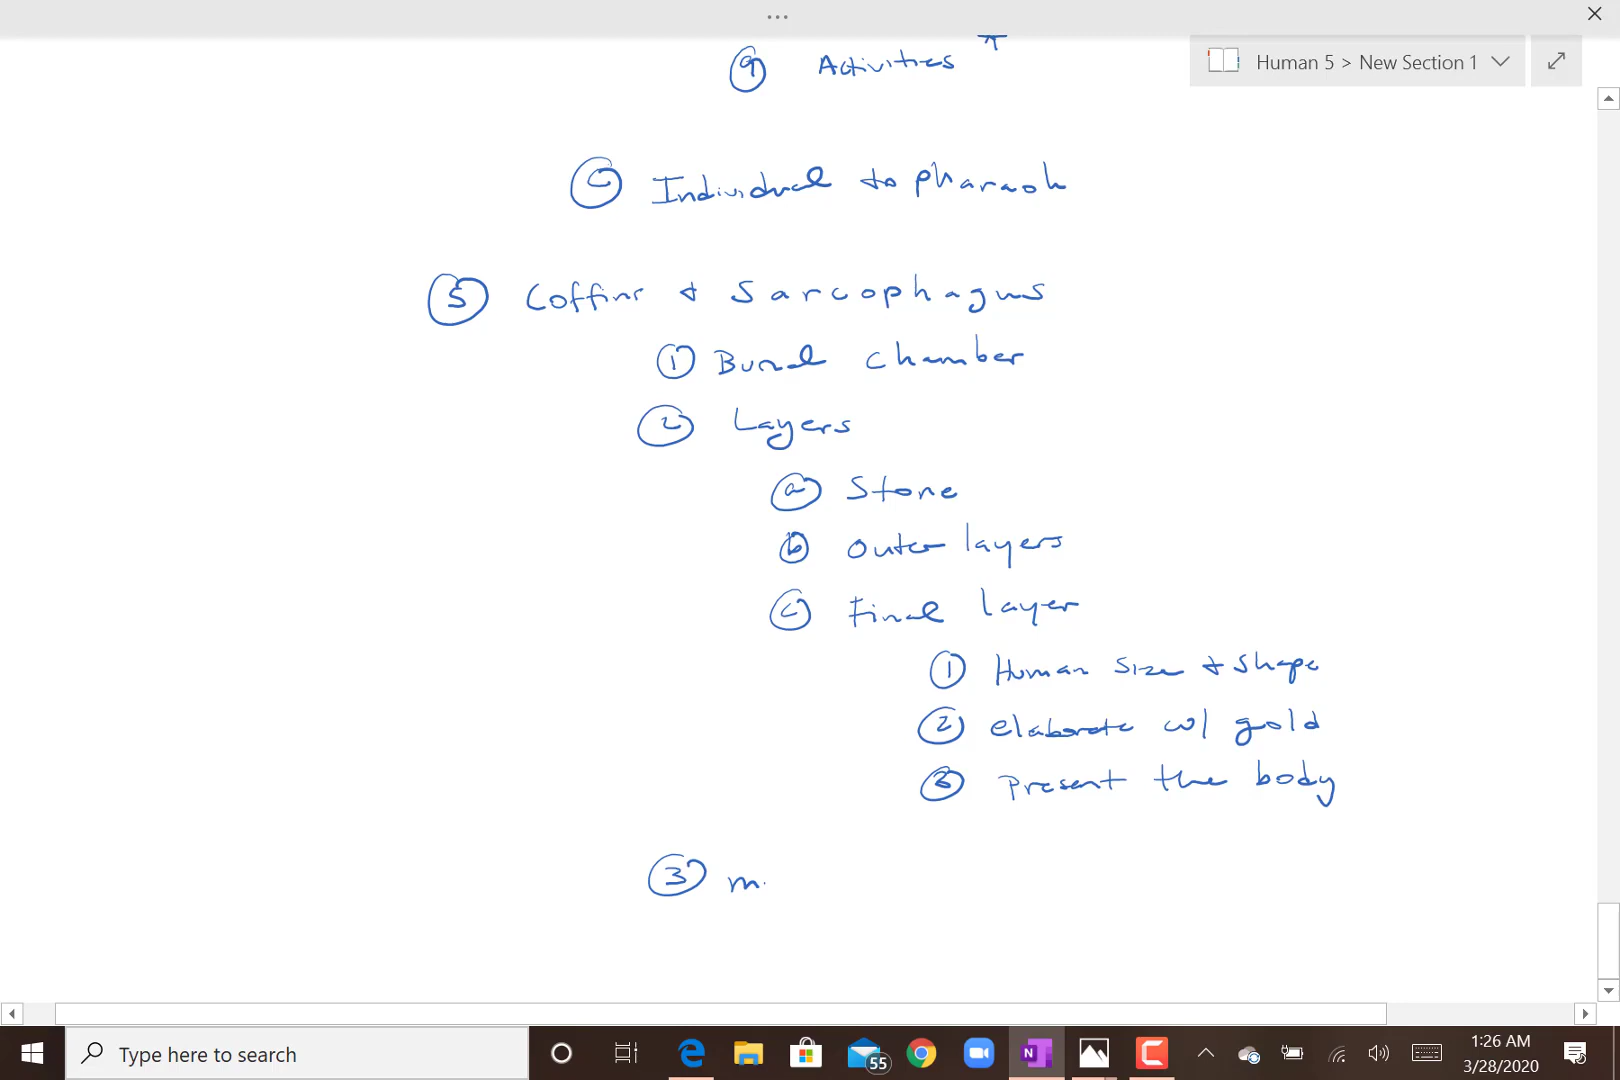 9 Activities
Human 5 > New Section 1
C Individual to pharaoh
5 Coffins & Sarcophagus
1 Burial chamber
2 Layers
a Stone
b Outer layers
c Final layer
1 Human size & shape
2 elaborate w/ gold
3 Present the body
3 m
Type here to search
55
1:26 AM
3/28/2020